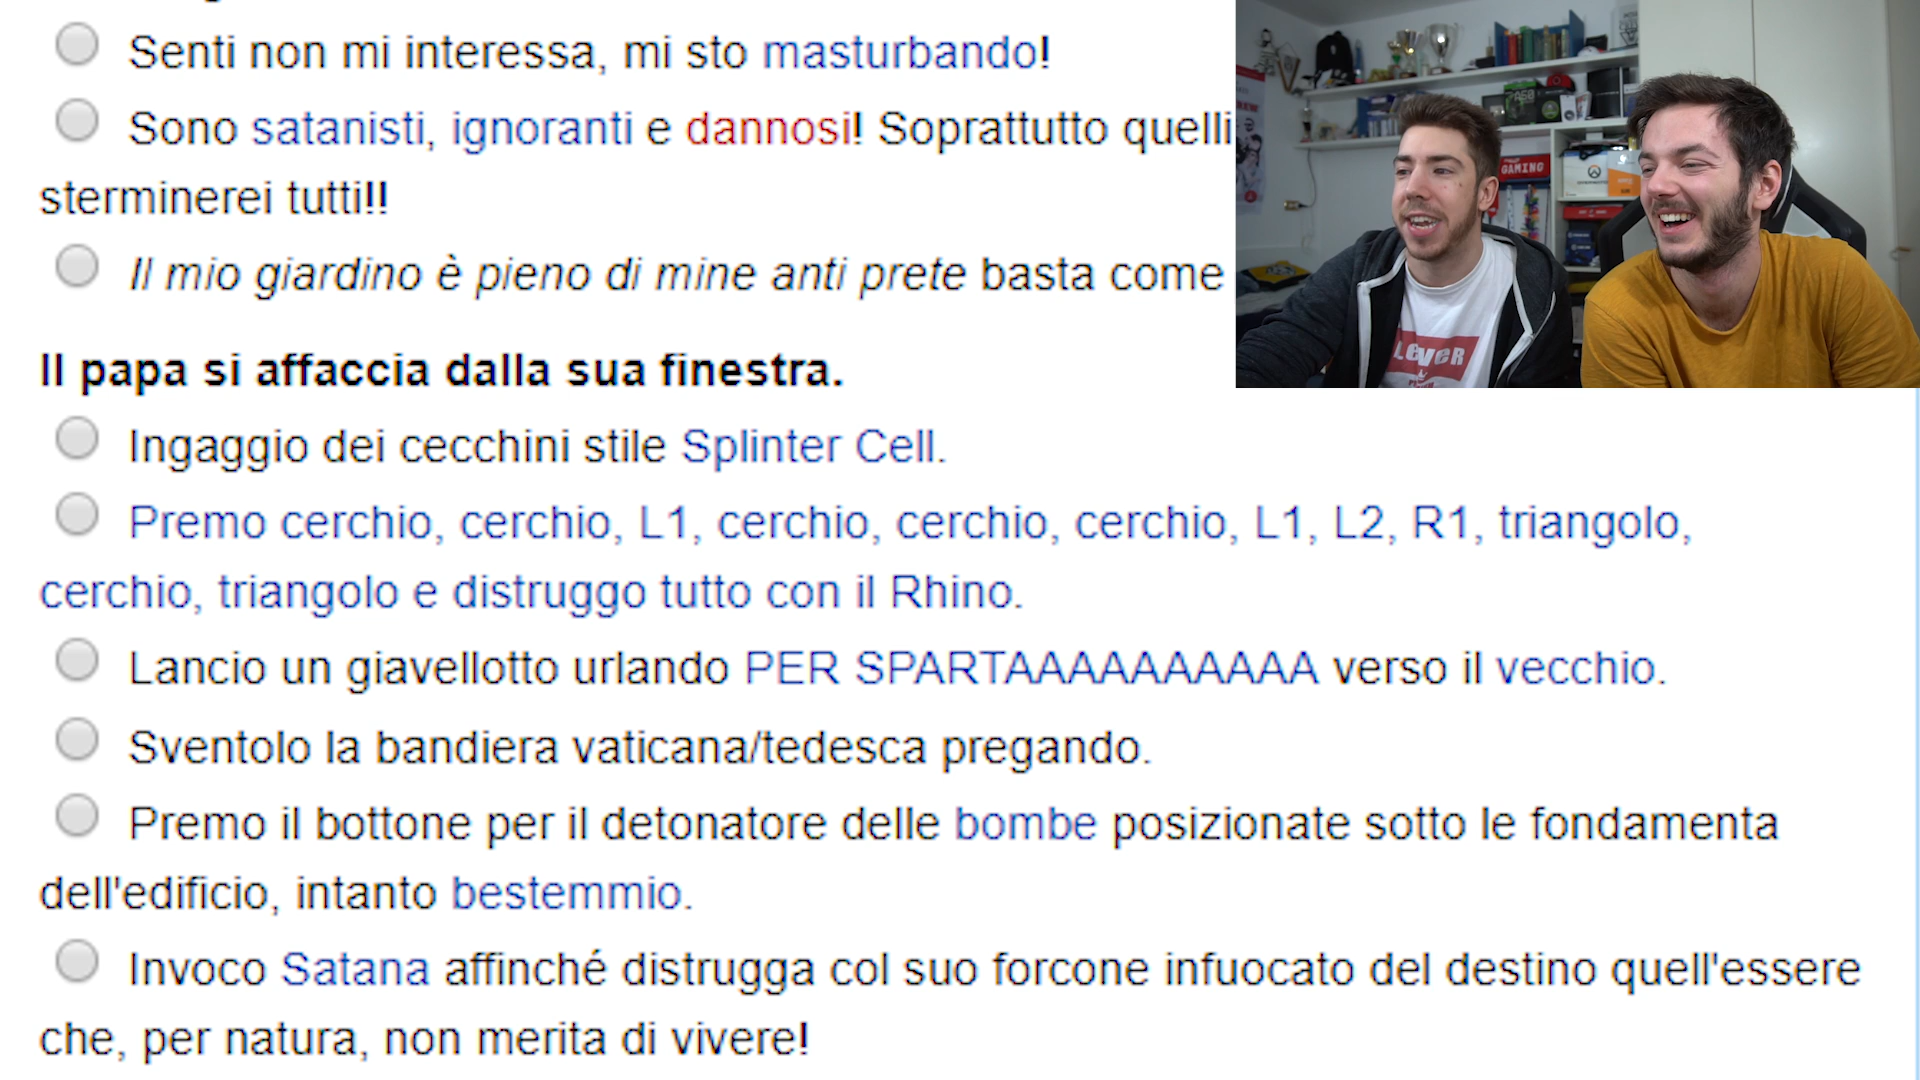 Senti non mi interessa, mi sto masturbando!
Sono satanisti, ignoranti e dannosi! Soprattutto quelli
sterminerei tutti!!
Il mio giardino è pieno di mine anti prete basta come
Il papa si affaccia dalla sua finestra.
Ingaggio dei cecchini stile Splinter Cell.
Premo cerchio, cerchio, L1, cerchio, cerchio, cerchio, L1, L2, R1, triangolo,
cerchio, triangolo e distruggo tutto con il Rhino.
Lancio un giavellotto urlando PER SPARTAAAAAAAAAA verso il vecchio.
Sventolo la bandiera vaticana/tedesca pregando.
Premo il bottone per il detonatore delle bombe posizionate sotto le fondamenta
dell'edificio, intanto bestemmio.
Invoco Satana affinché distrugga col suo forcone infuocato del destino quell'essere
che, per natura, non merita di vivere!
GAMING
A50
LEVER